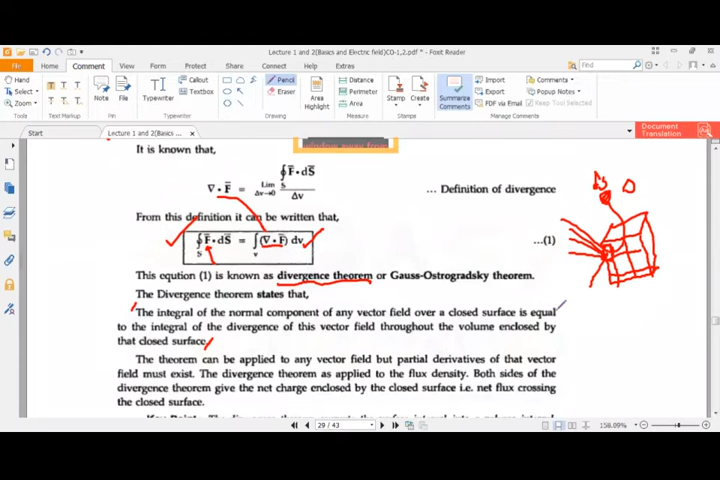 Lecture 1 and 2(Basics and Electric field)CO-1,2.pdf * - Foxit Reader
File Home Comment View Form Protect Share Connect Help Extras
Find
Hand
Select
Zoom
Text Markup
Note
File
Pin
Typewriter
Callout
Textbox
Typewriter
Drawing
Pencil
Eraser
Area Highlight
Distance
Perimeter
Area
Measure
Stamp
Create
Stamps
Summarize Comments
Import
Export
FDF via Email
Comments
Popup Notes
Keep Tool Selected
Manage Comments
Start
Lecture 1 and 2(Basics ...
Document Translation
window away from
It is known that,
∇ • F̄ = Lim Δv→0 ∮S F̄ • dS̄ / Δv ... Definition of divergence
From this definition it can be written that,
∮S F̄ • dS̄ = ∫v (∇ • F̄) dv ...(1)
This eqution (1) is known as divergence theorem or Gauss-Ostrogradsky theorem.
The Divergence theorem states that,
The integral of the normal component of any vector field over a closed surface is equal
to the integral of the divergence of this vector field throughout the volume enclosed by
that closed surface.
The theorem can be applied to any vector field but partial derivatives of that vector
field must exist. The divergence theorem as applied to the flux density. Both sides of the
divergence theorem give the net charge enclosed by the closed surface i.e. net flux crossing
the closed surface.
29 / 43
158.09%